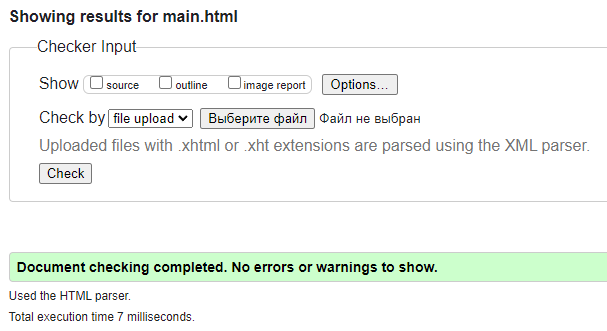 Showing results for main.html
Checker Input
Show source outline image report Options...
Check by file upload Выберите файл Файл не выбран
Uploaded files with .xhtml or .xht extensions are parsed using the XML parser.
Check
Document checking completed. No errors or warnings to show.
Used the HTML parser.
Total execution time 7 milliseconds.